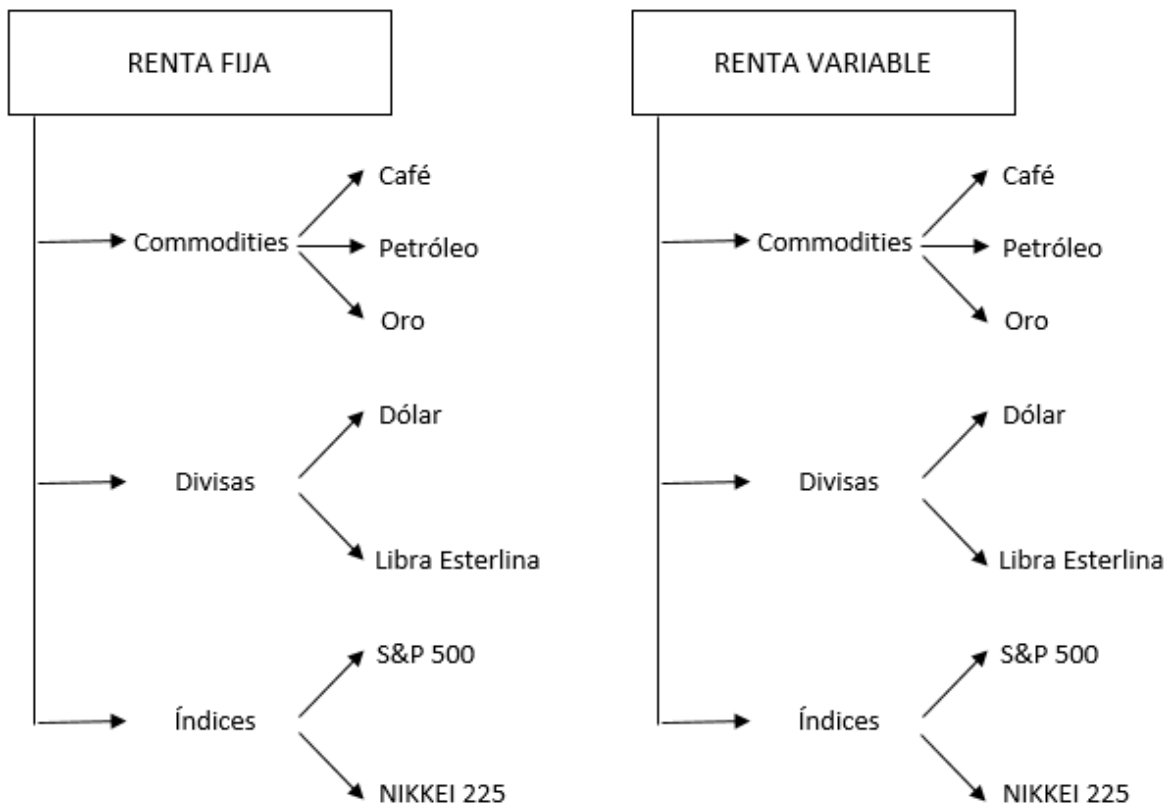 RENTA FIJA
Commodities
Café
Petróleo
Oro
Divisas
Dólar
Libra Esterlina
Índices
S&P 500
NIKKEI 225
RENTA VARIABLE
Commodities
Café
Petróleo
Oro
Divisas
Dólar
Libra Esterlina
Índices
S&P 500
NIKKEI 225